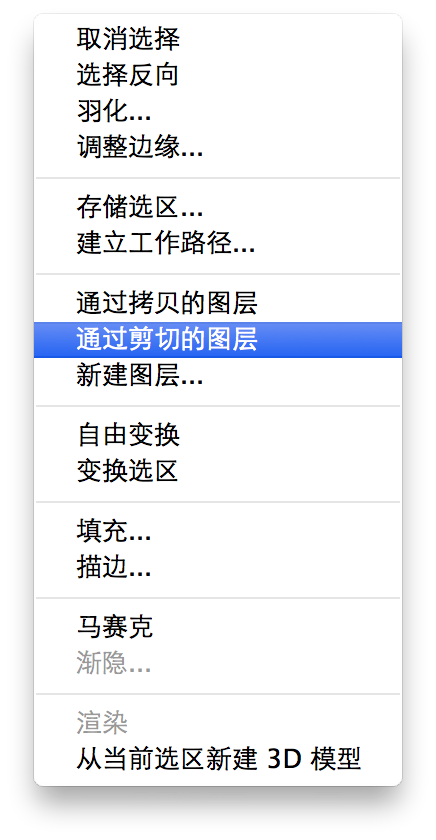 取消选择
选择反向
羽化...
调整边缘...
存储选区...
建立工作路径...
通过拷贝的图层
通过剪切的图层
新建图层...
自由变换
变换选区
填充...
描边...
马赛克
渐隐...
渲染
从当前选区新建 3D 模型